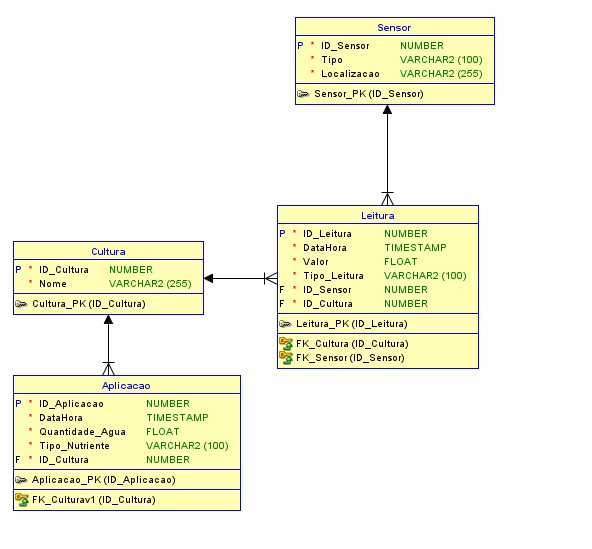 Sensor
P * ID_Sensor NUMBER
* Tipo VARCHAR2 (100)
* Localizacao VARCHAR2 (255)
Sensor_PK (ID_Sensor)
Leitura
P * ID_Leitura NUMBER
* DataHora TIMESTAMP
* Valor FLOAT
* Tipo_Leitura VARCHAR2 (100)
F * ID_Sensor NUMBER
F * ID_Cultura NUMBER
Leitura_PK (ID_Leitura)
FK_Cultura (ID_Cultura)
FK_Sensor (ID_Sensor)
Cultura
P * ID_Cultura NUMBER
* Nome VARCHAR2 (255)
Cultura_PK (ID_Cultura)
Aplicacao
P * ID_Aplicacao NUMBER
* DataHora TIMESTAMP
* Quantidade_Agua FLOAT
* Tipo_Nutriente VARCHAR2 (100)
F * ID_Cultura NUMBER
Aplicacao_PK (ID_Aplicacao)
FK_Culturav1 (ID_Cultura)